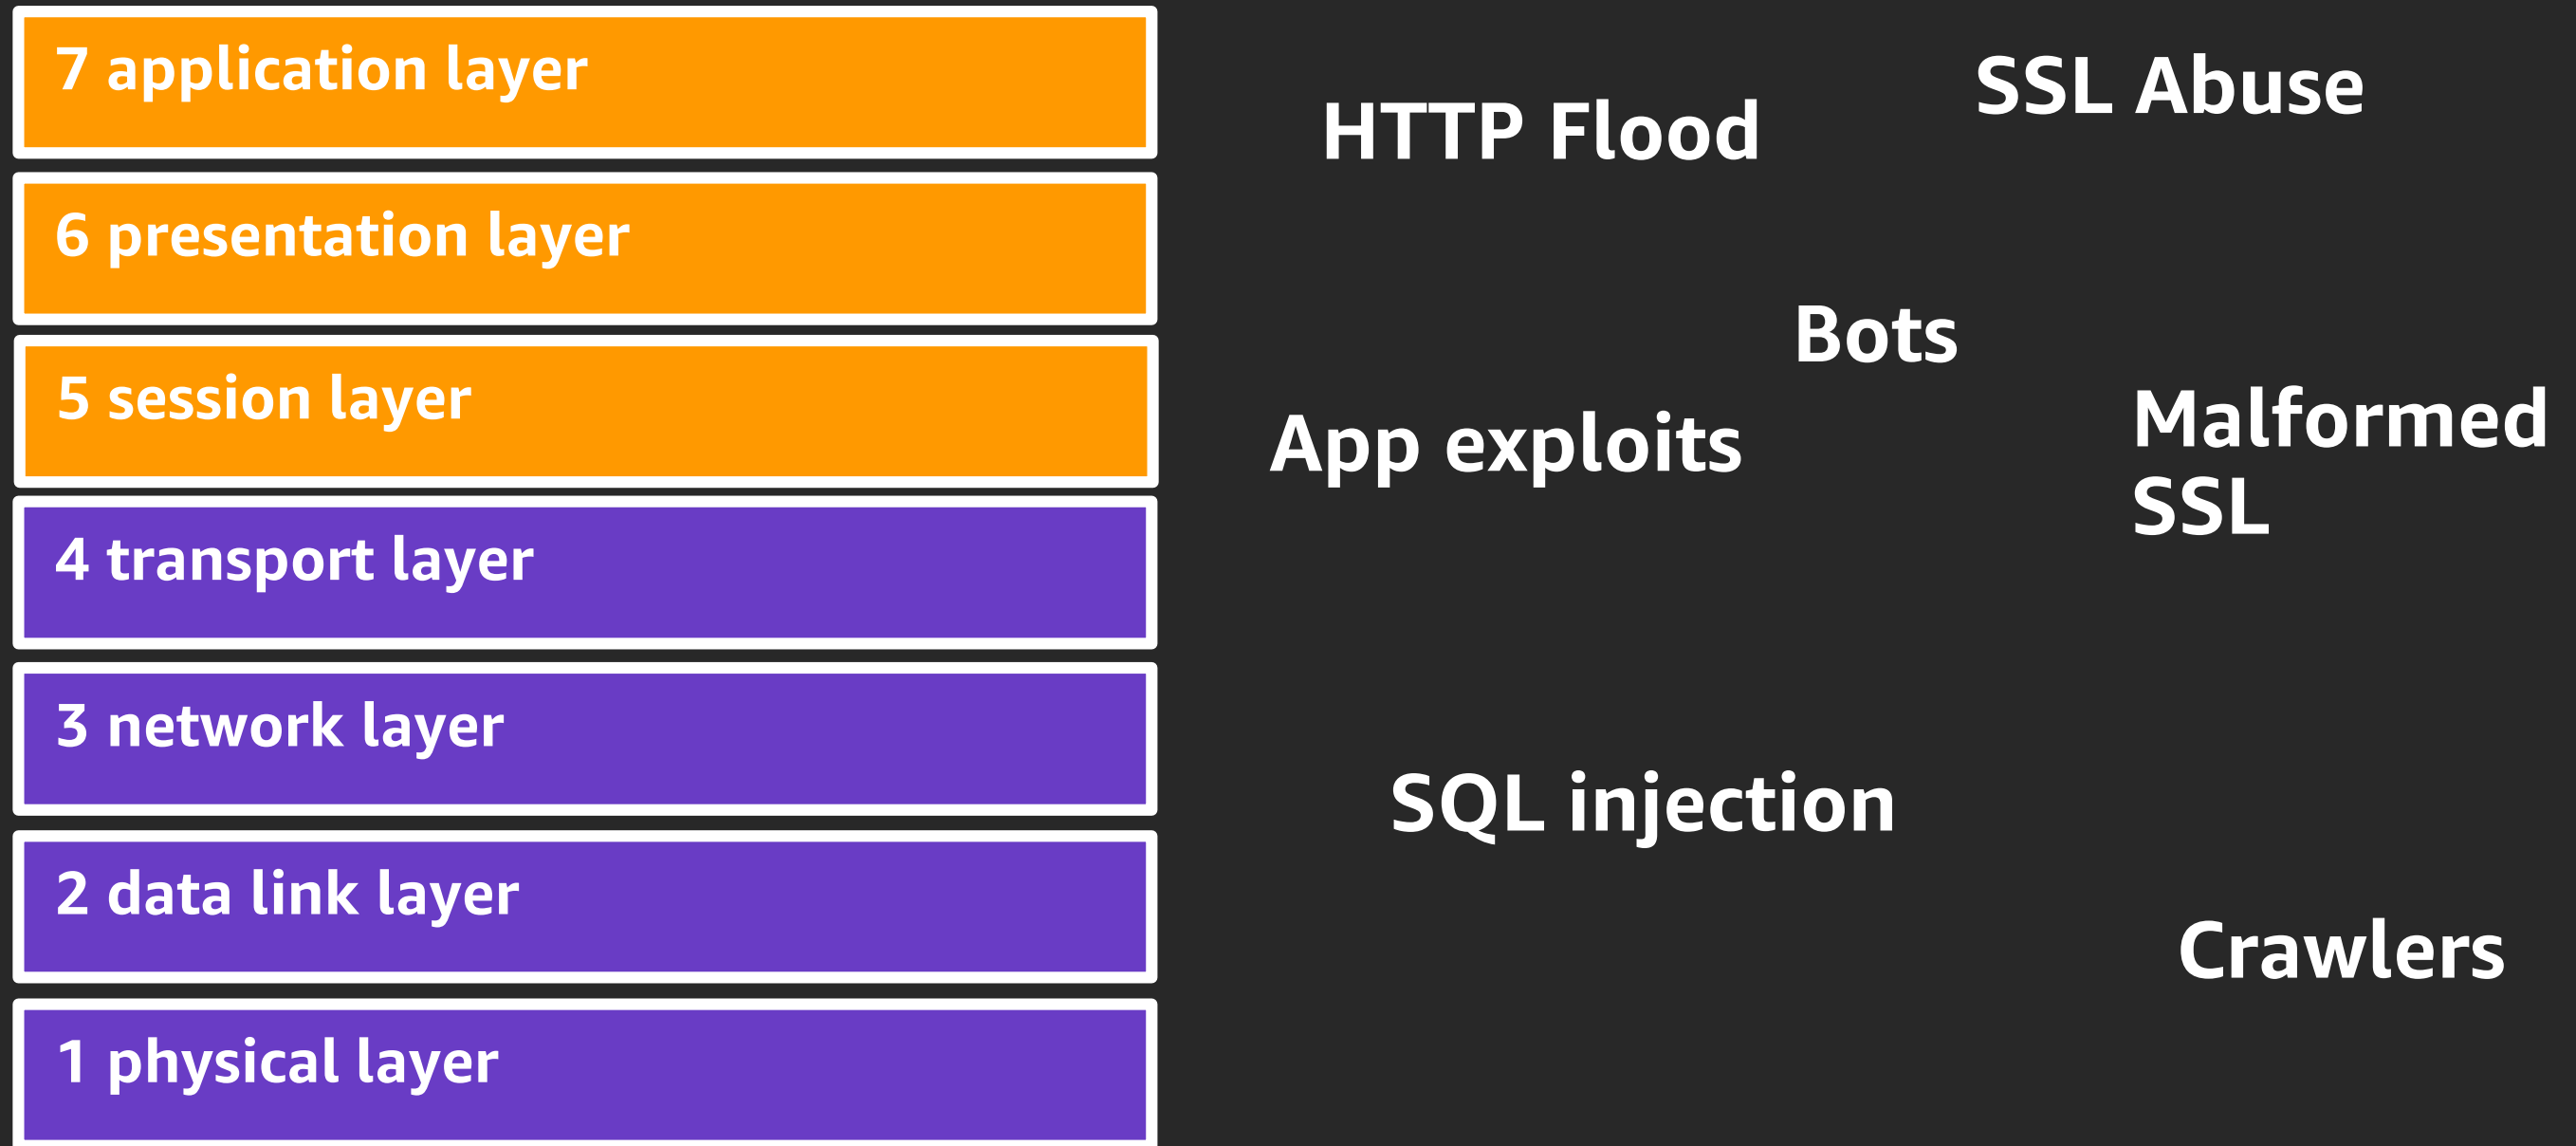 7 application layer
6 presentation layer
5 session layer
4 transport layer
3 network layer
2 data link layer
1 physical layer
SSL Abuse
HTTP Flood
Bots
App exploits
Malformed
SSL
SQL injection
Crawlers